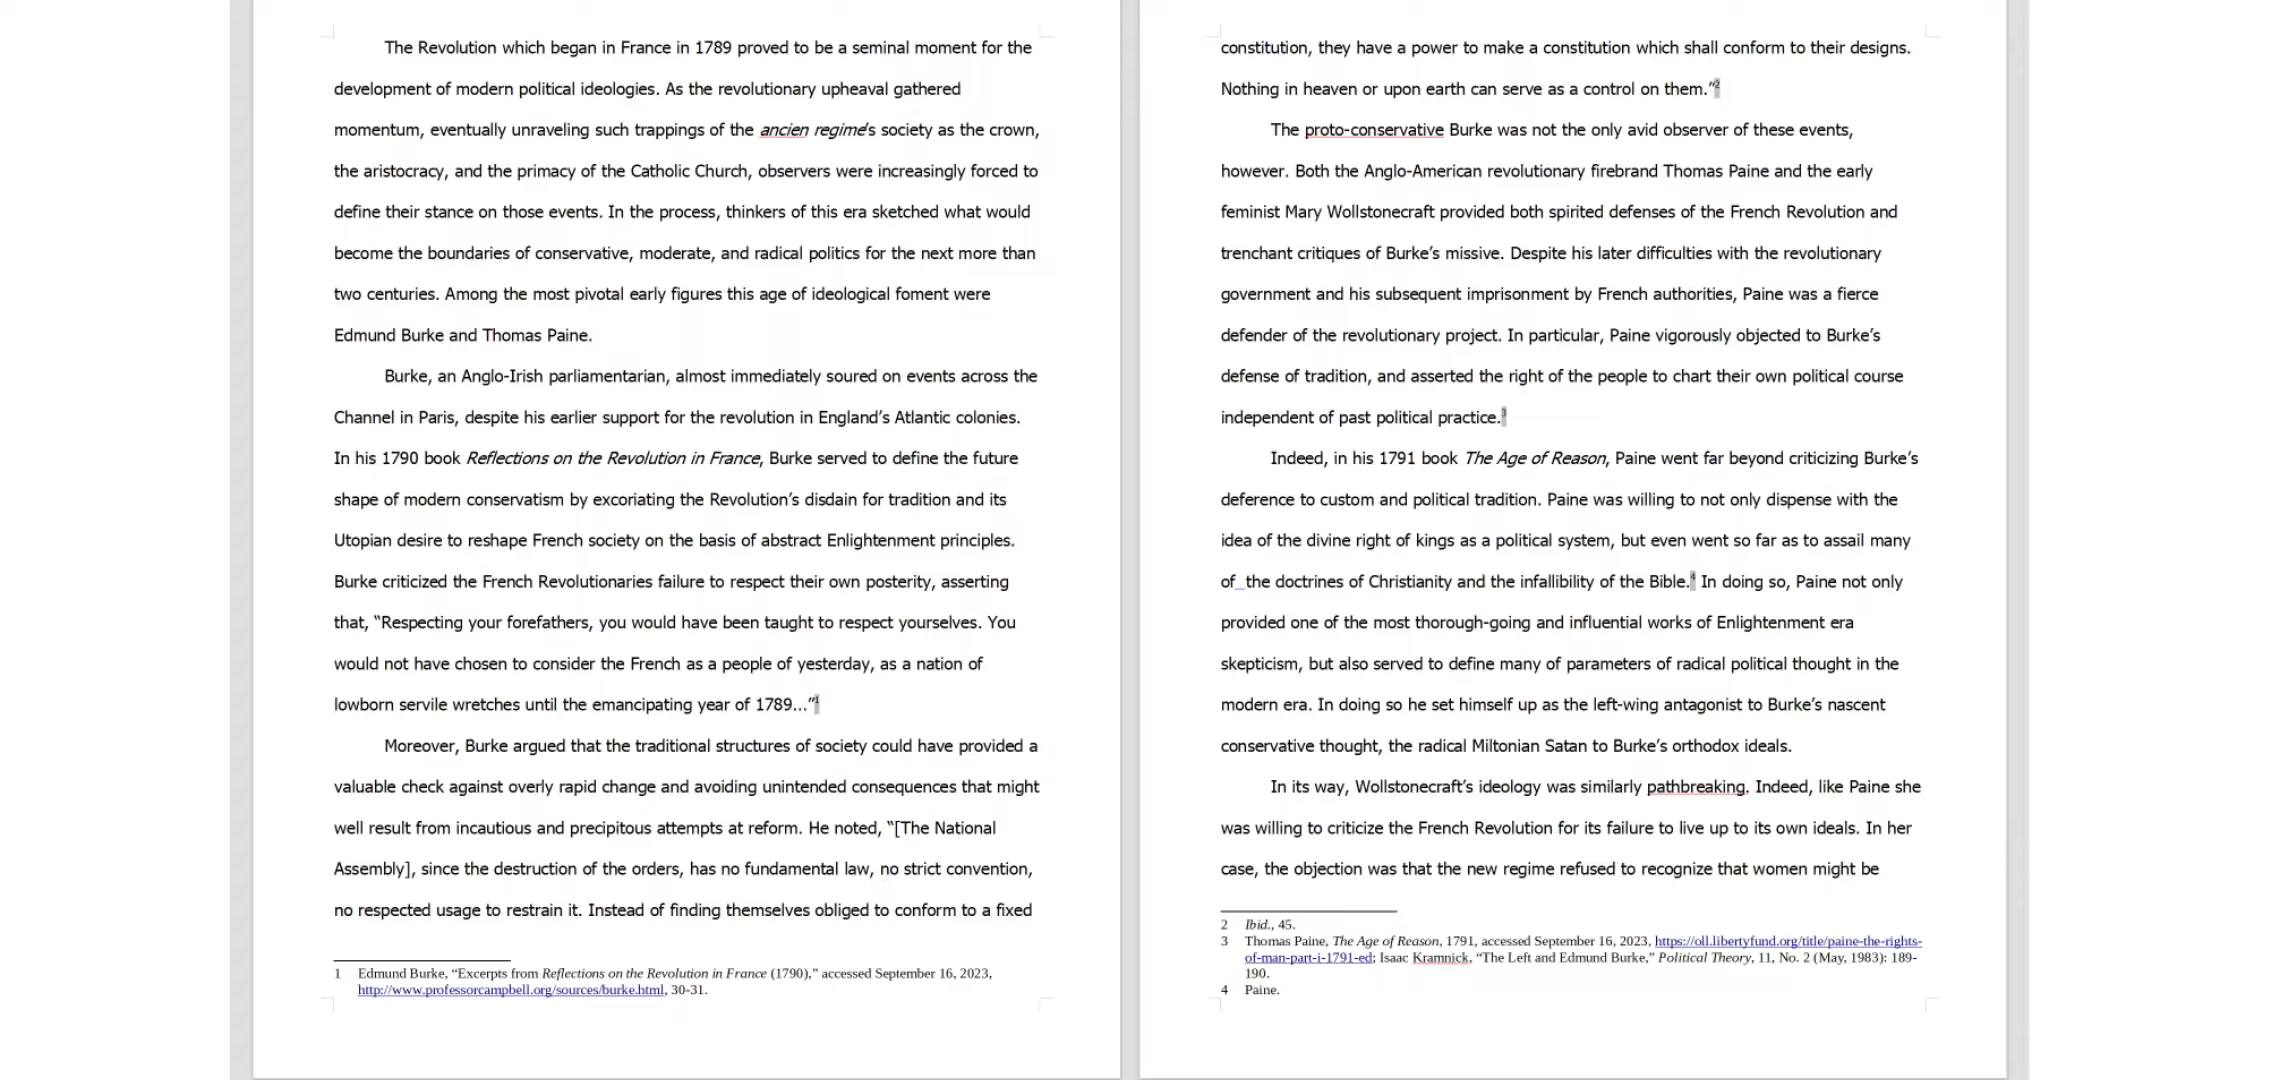 The Revolution which began in France in 1789 proved to be a seminal moment for the
development of modern political ideologies. As the revolutionary upheaval gathered
momentum, eventually unraveling such trappings of the ancien regime's society as the crown,
the aristocracy, and the primacy of the Catholic Church, observers were increasingly forced to
define their stance on those events. In the process, thinkers of this era sketched what would
become the boundaries of conservative, moderate, and radical politics for the next more than
two centuries. Among the most pivotal early figures this age of ideological foment were
Edmund Burke and Thomas Paine.
Burke, an Anglo-Irish parliamentarian, almost immediately soured on events across the
Channel in Paris, despite his earlier support for the revolution in England’s Atlantic colonies.
In his 1790 book Reflections on the Revolution in France, Burke served to define the future
shape of modern conservatism by excoriating the Revolution’s disdain for tradition and its
Utopian desire to reshape French society on the basis of abstract Enlightenment principles.
Burke criticized the French Revolutionaries failure to respect their own posterity, asserting
that, “Respecting your forefathers, you would have been taught to respect yourselves. You
would not have chosen to consider the French as a people of yesterday, as a nation of
lowborn servile wretches until the emancipating year of 1789...”1
Moreover, Burke argued that the traditional structures of society could have provided a
valuable check against overly rapid change and avoiding unintended consequences that might
well result from incautious and precipitous attempts at reform. He noted, “[The National
Assembly], since the destruction of the orders, has no fundamental law, no strict convention,
no respected usage to restrain it. Instead of finding themselves obliged to conform to a fixed
1 Edmund Burke, “Excerpts from Reflections on the Revolution in France (1790),” accessed September 16, 2023,
http://www.professorcampbell.org/sources/burke.html, 30-31.
constitution, they have a power to make a constitution which shall conform to their designs.
Nothing in heaven or upon earth can serve as a control on them.”2
The proto-conservative Burke was not the only avid observer of these events,
however. Both the Anglo-American revolutionary firebrand Thomas Paine and the early
feminist Mary Wollstonecraft provided both spirited defenses of the French Revolution and
trenchant critiques of Burke’s missive. Despite his later difficulties with the revolutionary
government and his subsequent imprisonment by French authorities, Paine was a fierce
defender of the revolutionary project. In particular, Paine vigorously objected to Burke’s
defense of tradition, and asserted the right of the people to chart their own political course
independent of past political practice.3
Indeed, in his 1791 book The Age of Reason, Paine went far beyond criticizing Burke’s
deference to custom and political tradition. Paine was willing to not only dispense with the
idea of the divine right of kings as a political system, but even went so far as to assail many
of the doctrines of Christianity and the infallibility of the Bible.4 In doing so, Paine not only
provided one of the most thorough-going and influential works of Enlightenment era
skepticism, but also served to define many of parameters of radical political thought in the
modern era. In doing so he set himself up as the left-wing antagonist to Burke’s nascent
conservative thought, the radical Miltonian Satan to Burke’s orthodox ideals.
In its way, Wollstonecraft’s ideology was similarly pathbreaking. Indeed, like Paine she
was willing to criticize the French Revolution for its failure to live up to its own ideals. In her
case, the objection was that the new regime refused to recognize that women might be
2 Ibid., 45.
3 Thomas Paine, The Age of Reason, 1791, accessed September 16, 2023, https://oll.libertyfund.org/title/paine-the-rights-
of-man-part-i-1791-ed; Isaac Kramnick, “The Left and Edmund Burke,” Political Theory, 11, No. 2 (May, 1983): 189-
190.
4 Paine.